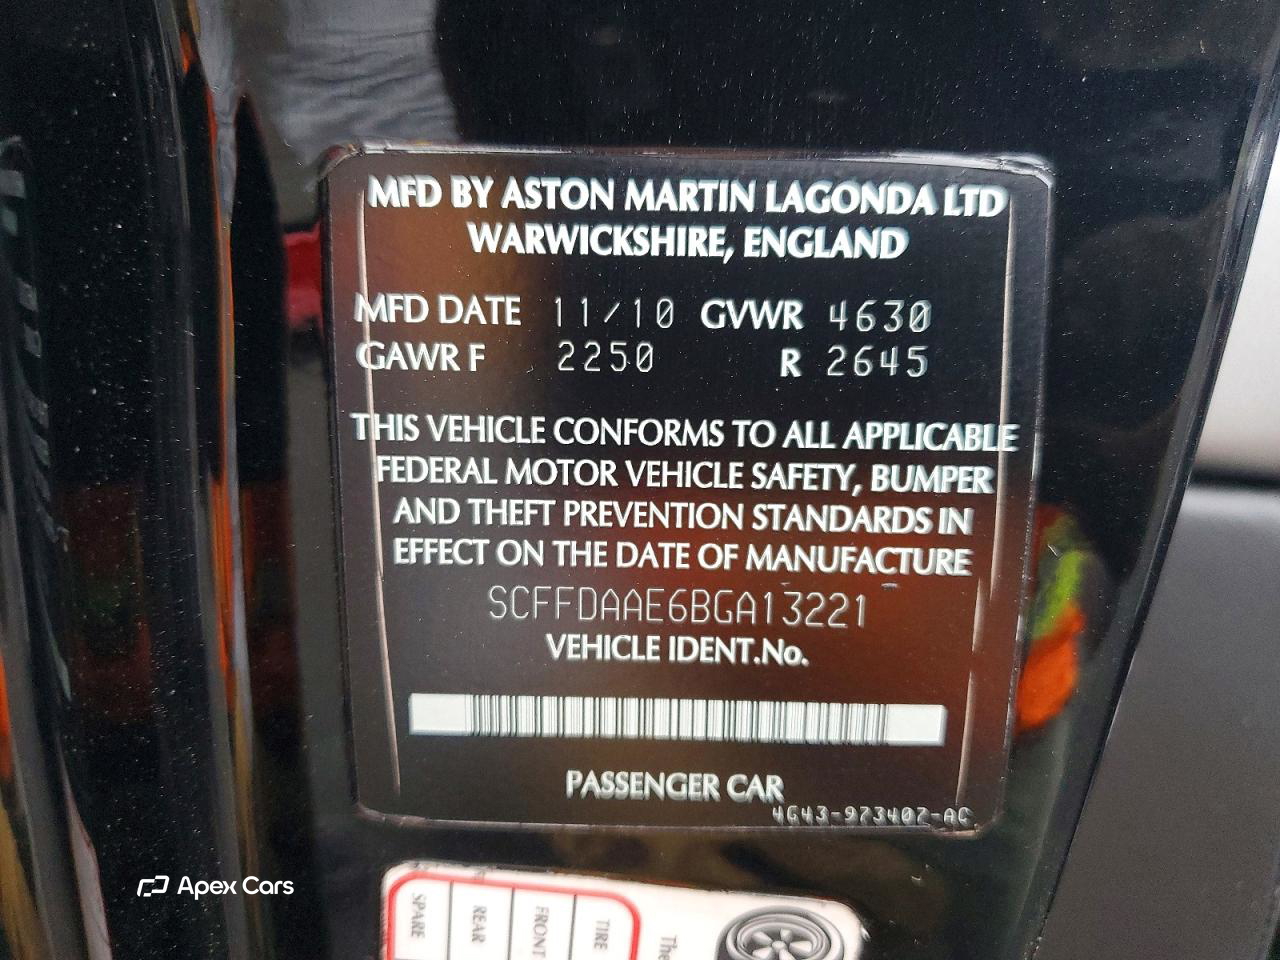 MFD BY ASTON MARTIN LAGONDA LTD
WARWICKSHIRE, ENGLAND
MFD DATE 11/10 GVWR 4630
GAWR F 2250 R 2645
THIS VEHICLE CONFORMS TO ALL APPLICABLE
FEDERAL MOTOR VEHICLE SAFETY, BUMPER
AND THEFT PREVENTION STANDARDS IN
EFFECT ON THE DATE OF MANUFACTURE
SCFFDAAE6BGA13221
VEHICLE IDENT.No.
PASSENGER CAR
4G43-973407-AC
Apex Cars
TIRE
FRONT
REAR
SPARE
The